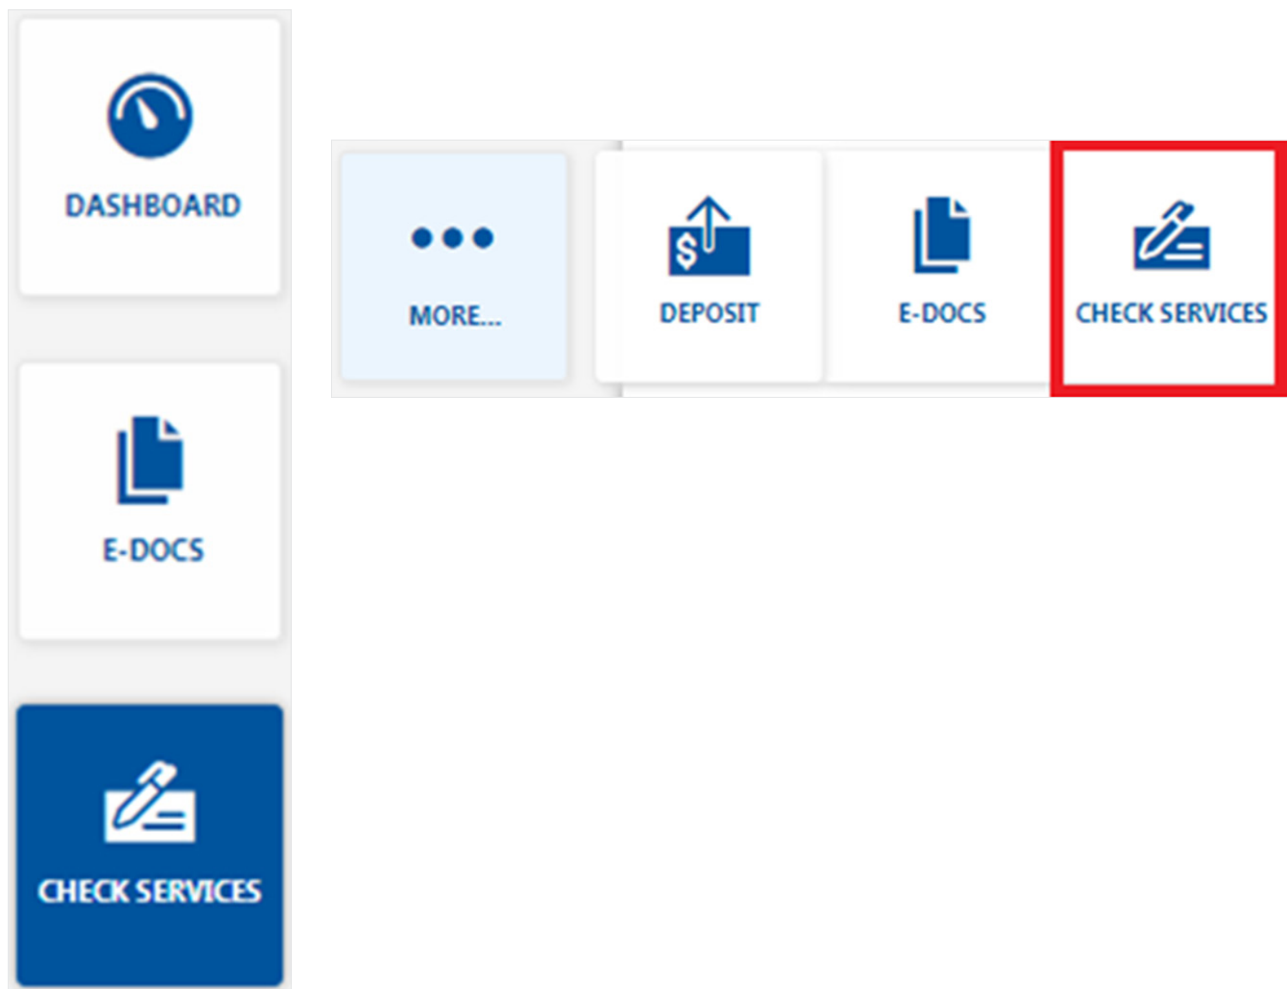 DASHBOARD
E-DOCS
CHECK SERVICES
MORE...
$
DEPOSIT
E-DOCS
CHECK SERVICES